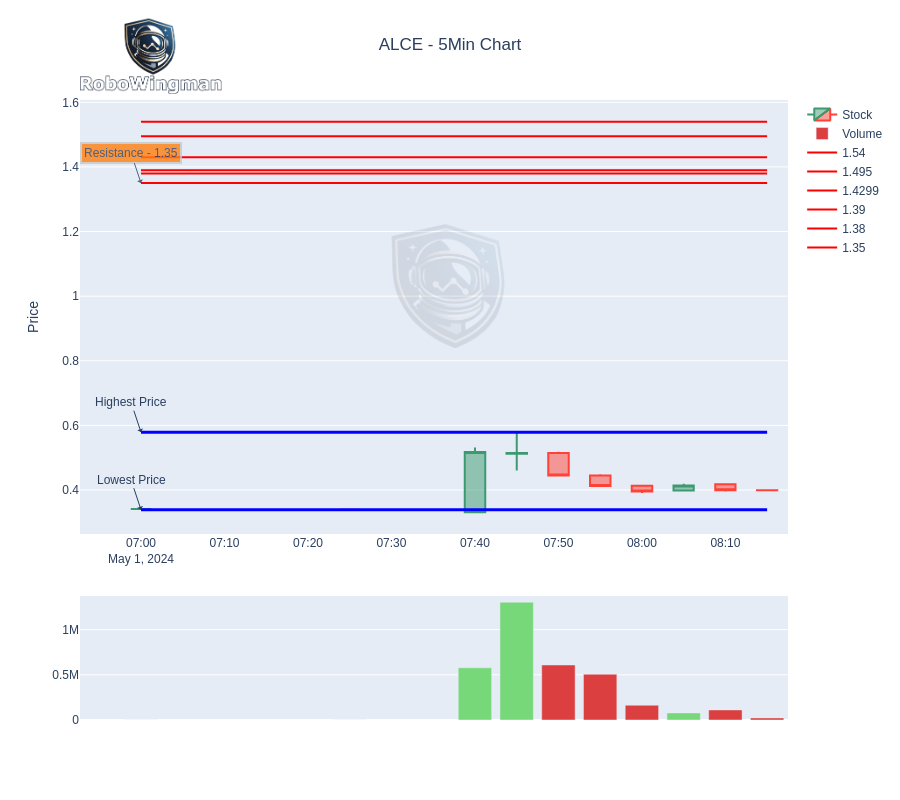 RoboWingman
ALCE - 5Min Chart
Stock
Volume
1.54
1.495
1.4299
1.39
1.38
1.35
Price
1.6
1.4
1.2
1
0.8
0.6
0.4
Resistance - 1.35
Highest Price
Lowest Price
07:00
May 1, 2024
07:10
07:20
07:30
07:40
07:50
08:00
08:10
1M
0.5M
0